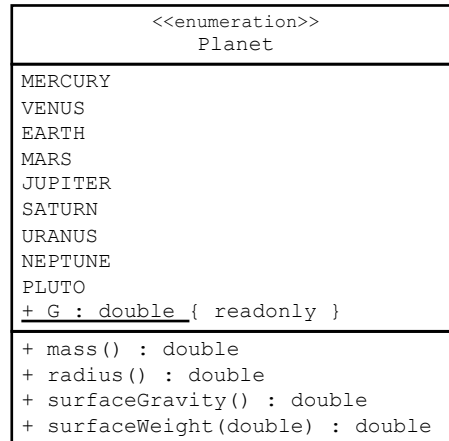 <<enumeration>>
Planet
MERCURY
VENUS
EARTH
MARS
JUPITER
SATURN
URANUS
NEPTUNE
PLUTO
+ G : double { readonly }
+ mass() : double
+ radius() : double
+ surfaceGravity() : double
+ surfaceWeight(double) : double